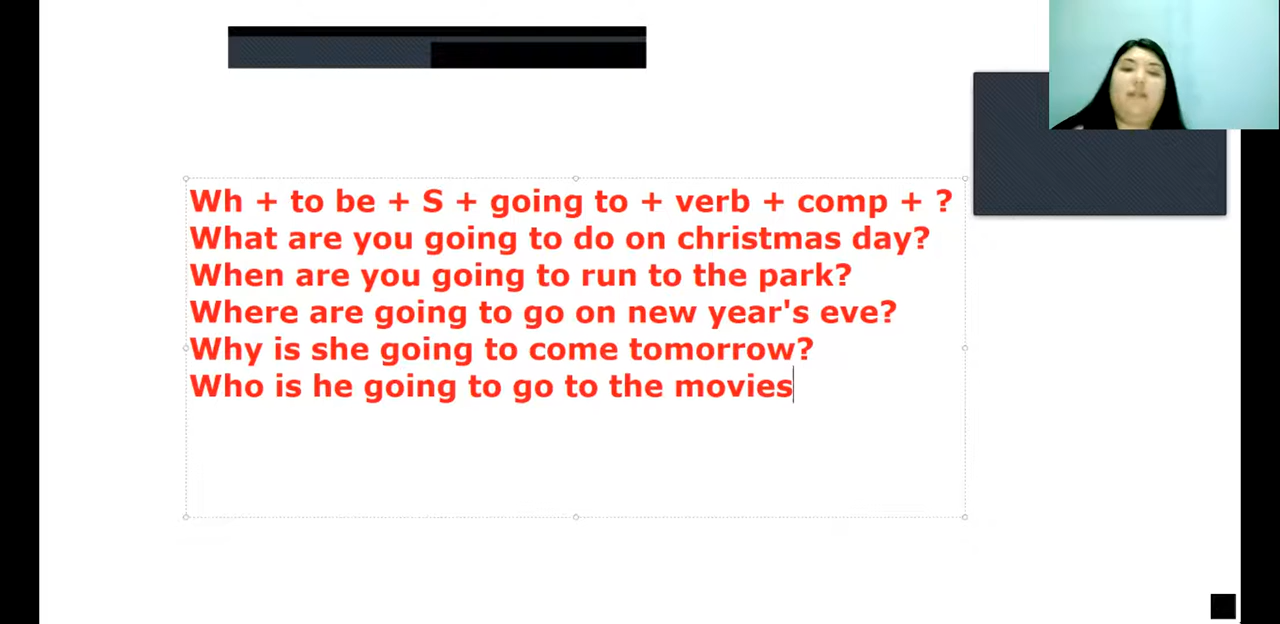 Wh + to be + S + going to + verb + comp + ?
What are you going to do on christmas day?
When are you going to run to the park?
Where are going to go on new year's eve?
Why is she going to come tomorrow?
Who is he going to go to the movies